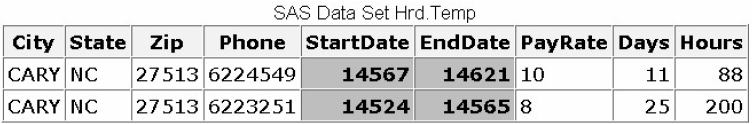 SAS Data Set Hrd.Temp
City State Zip Phone StartDate EndDate PayRate Days Hours
CARY NC 27513 6224549 14567 14621 10 11 88
CARY NC 27513 6223251 14524 14565 8 25 200